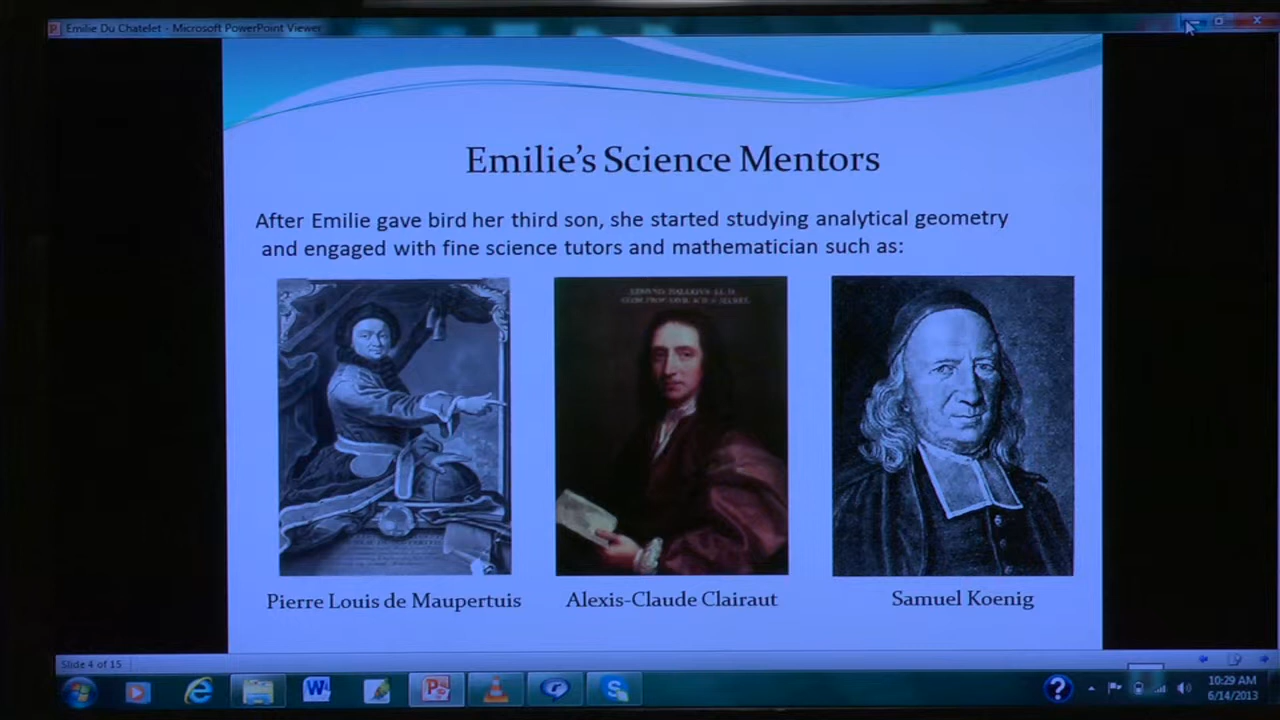 Emilie Du Chatelet - Microsoft PowerPoint Viewer
Emilie's Science Mentors
After Emilie gave bird her third son, she started studying analytical geometry
and engaged with fine science tutors and mathematician such as:
Pierre Louis de Maupertuis
Alexis-Claude Clairaut
Samuel Koenig
Slide 4 of 15
10:29 AM
6/14/2013